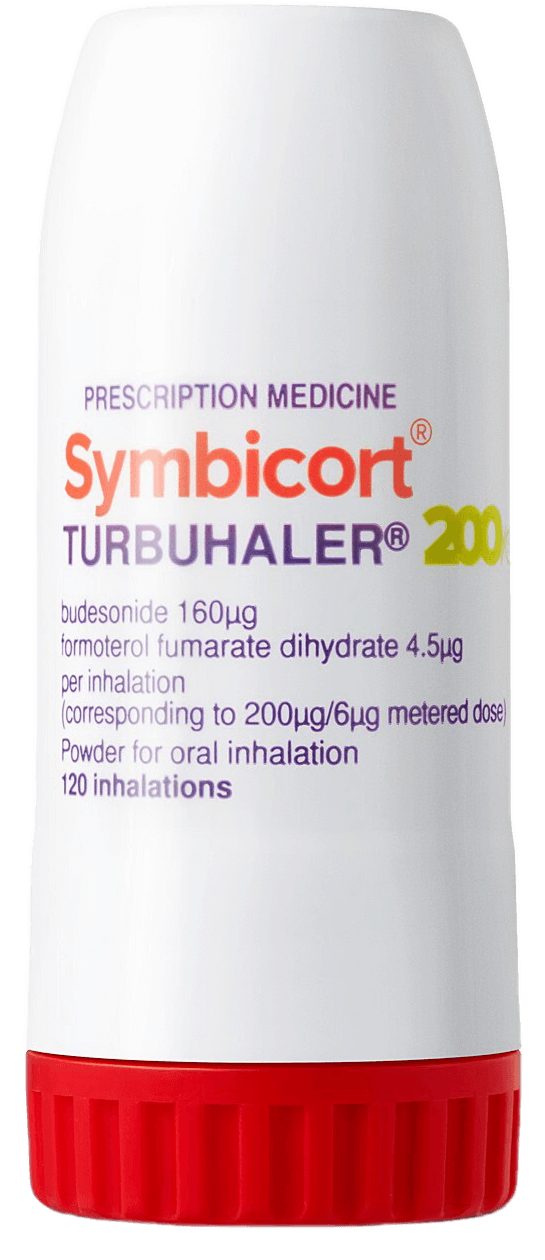 PRESCRIPTION MEDICINE
Symbicort®
TURBUHALER® 200
budesonide 160µg
formoterol fumarate dihydrate 4.5µg
per inhalation
(corresponding to 200µg/6µg metered dose)
Powder for oral inhalation
120 inhalations